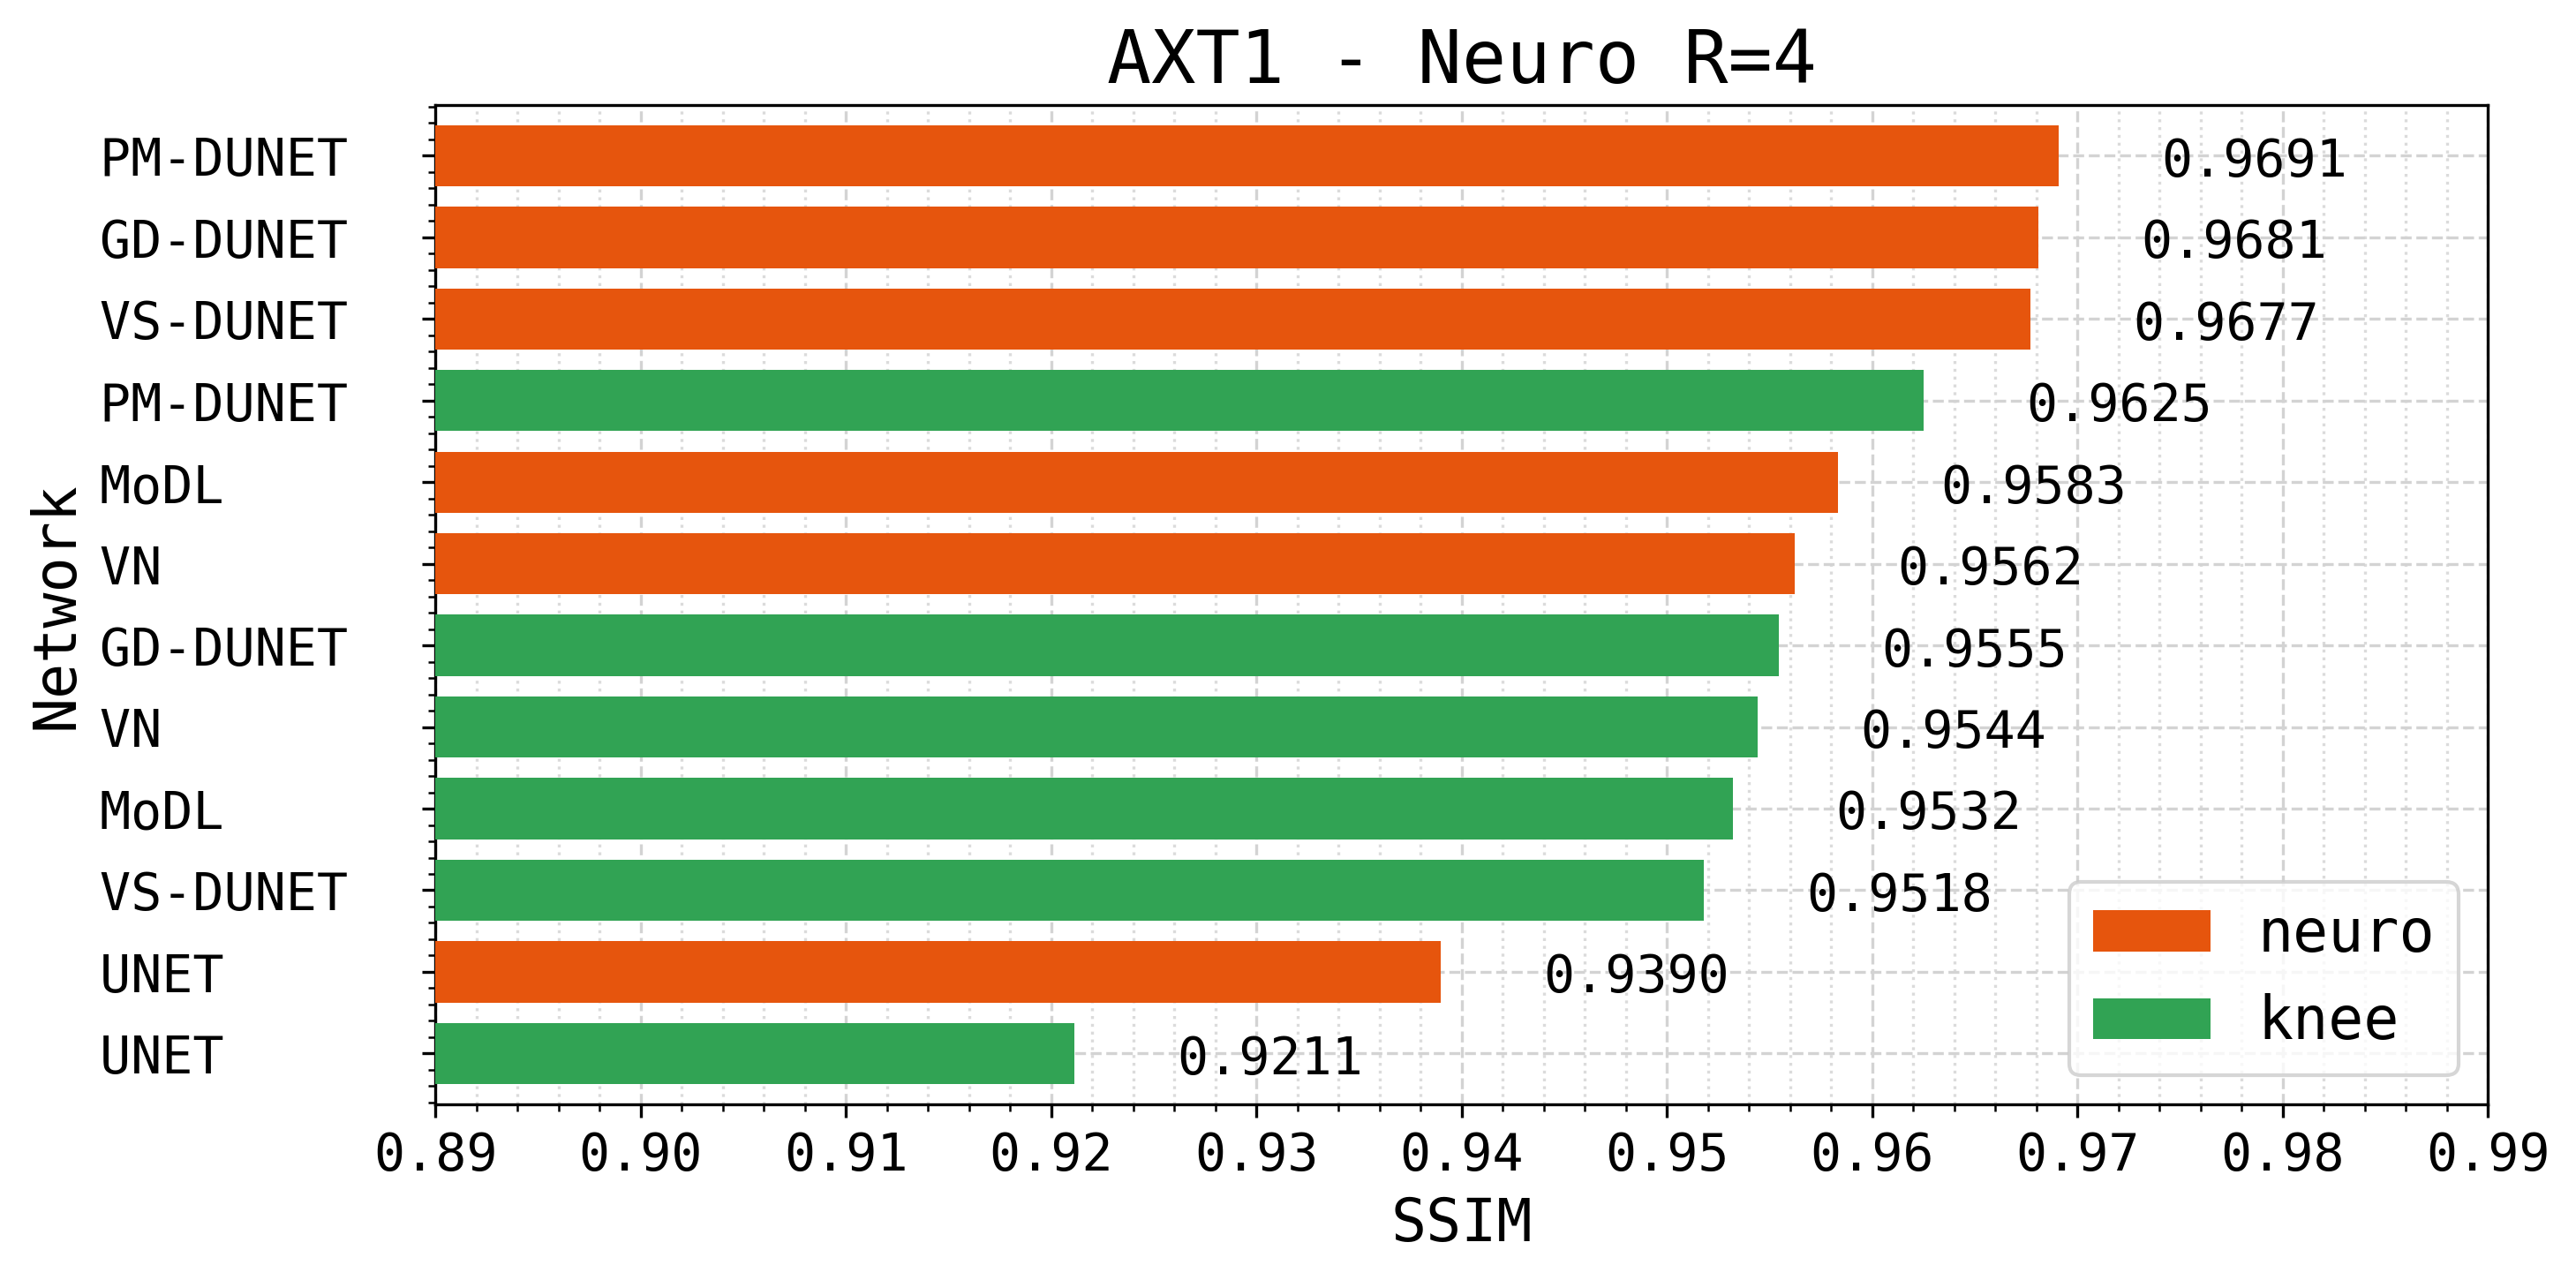 AXT1 - Neuro R=4
Network
PM-DUNET 0.9691
GD-DUNET 0.9681
VS-DUNET 0.9677
PM-DUNET 0.9625
MoDL 0.9583
VN 0.9562
GD-DUNET 0.9555
VN 0.9544
MoDL 0.9532
VS-DUNET 0.9518
UNET 0.9390
UNET 0.9211
neuro
knee
0.89 0.90 0.91 0.92 0.93 0.94 0.95 0.96 0.97 0.98 0.99
SSIM